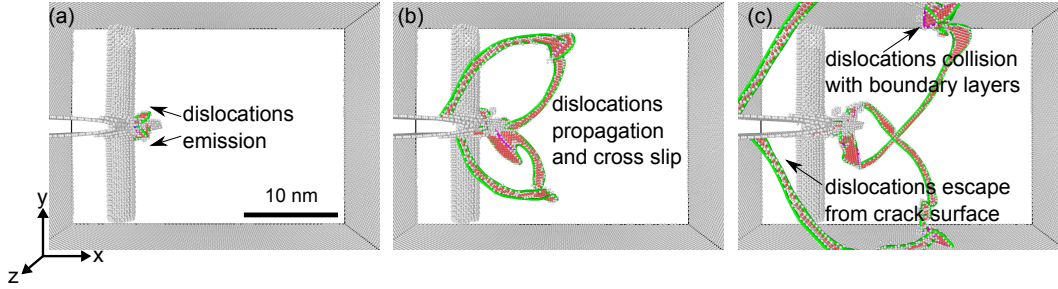 (a)
dislocations
emission
10 nm
y
x
z
(b)
dislocations
propagation
and cross slip
(c)
dislocations collision
with boundary layers
dislocations escape
from crack surface